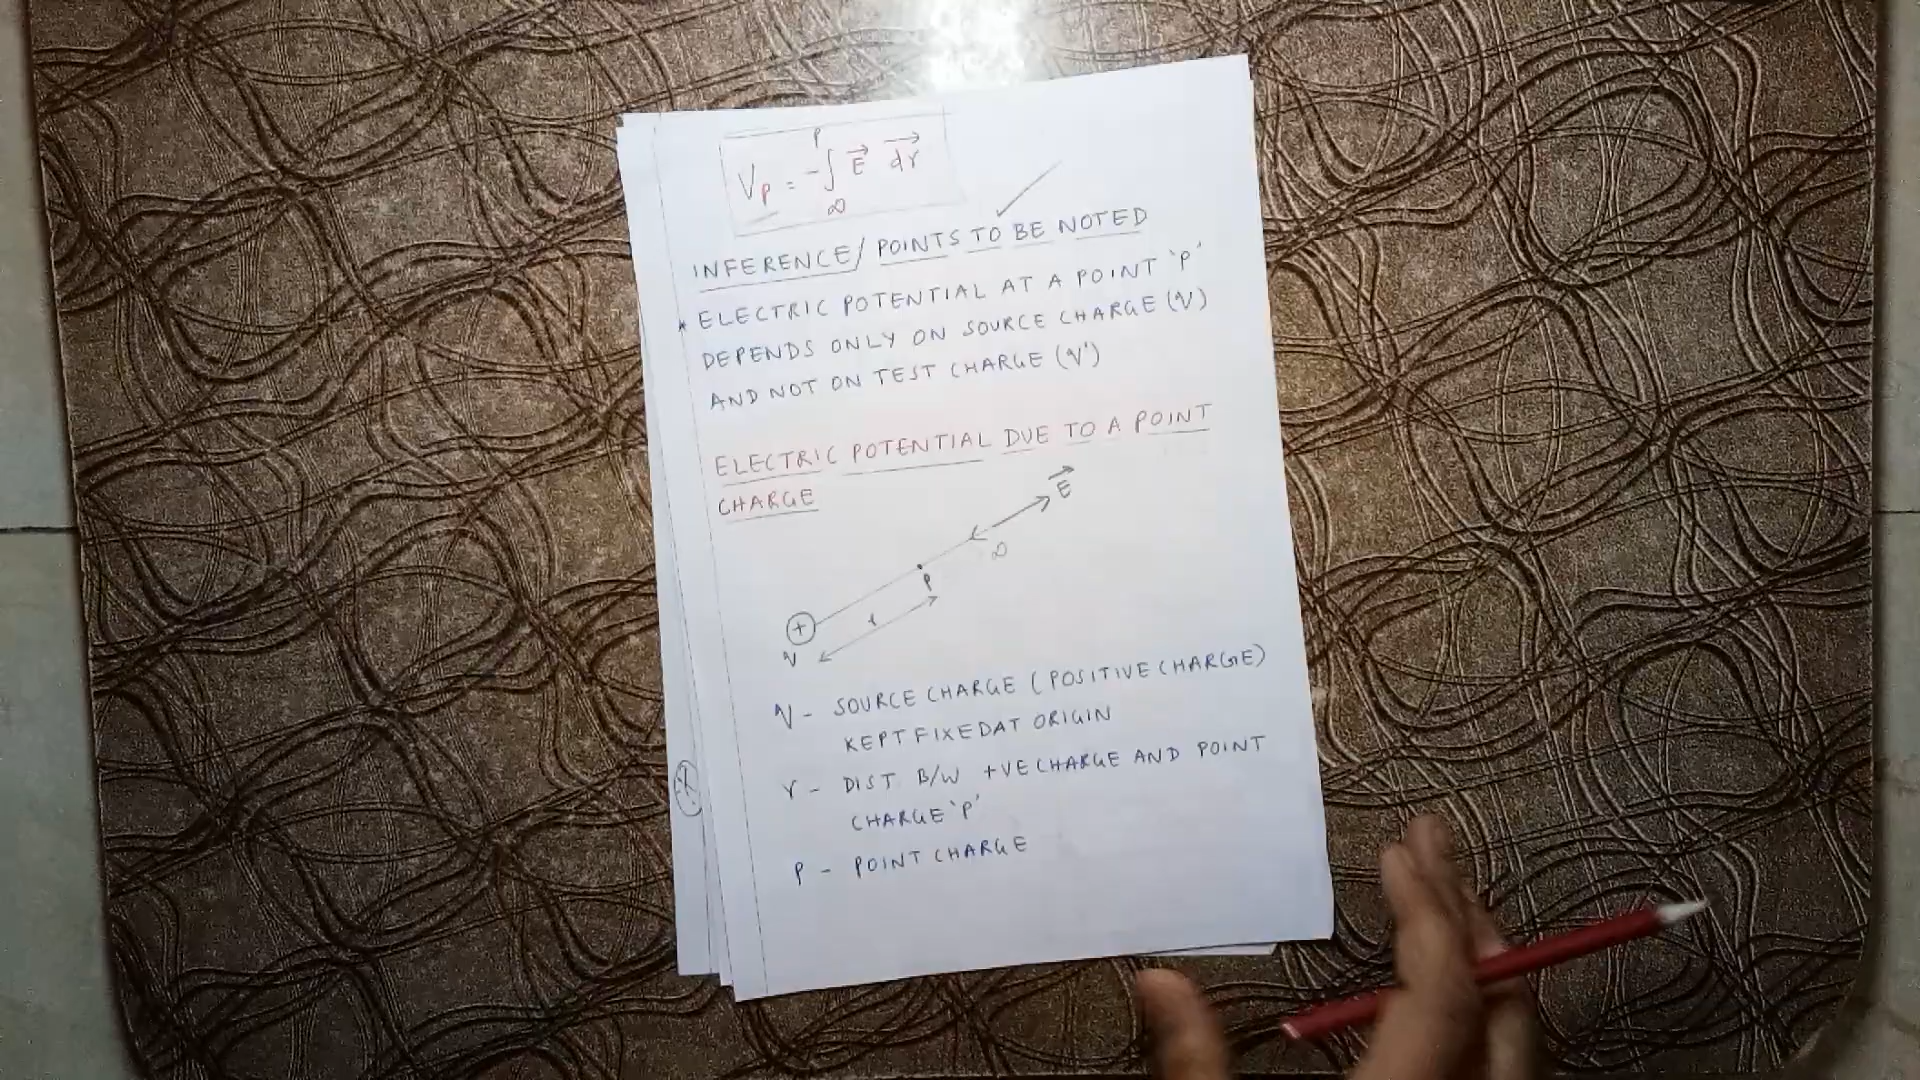 P
Vp = -∫ E⃗ dr⃗
∞
INFERENCE/ POINTS TO BE NOTED
* ELECTRIC POTENTIAL AT A POINT 'P'
DEPENDS ONLY ON SOURCE CHARGE (q)
AND NOT ON TEST CHARGE (q')
ELECTRIC POTENTIAL DUE TO A POINT
CHARGE
E⃗
∞
P
r
+
q
q - SOURCE CHARGE (POSITIVE CHARGE)
KEPT FIXED AT ORIGIN
r - DIST. B/W +VE CHARGE AND POINT
CHARGE 'P'
P - POINT CHARGE